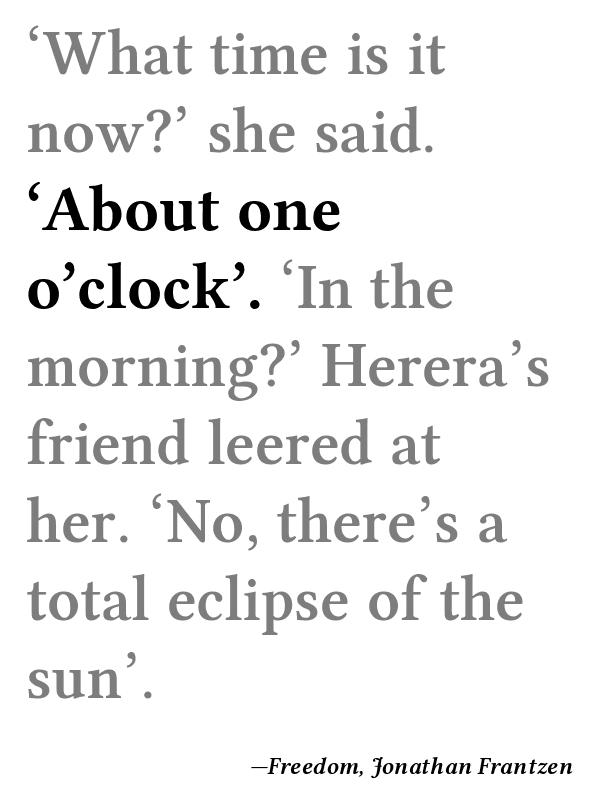 ‘What time is it
now?’ she said.
‘About one
o’clock’. ‘In the
morning?’ Herera’s
friend leered at
her. ‘No, there’s a
total eclipse of the
sun’.
—Freedom, Jonathan Frantzen